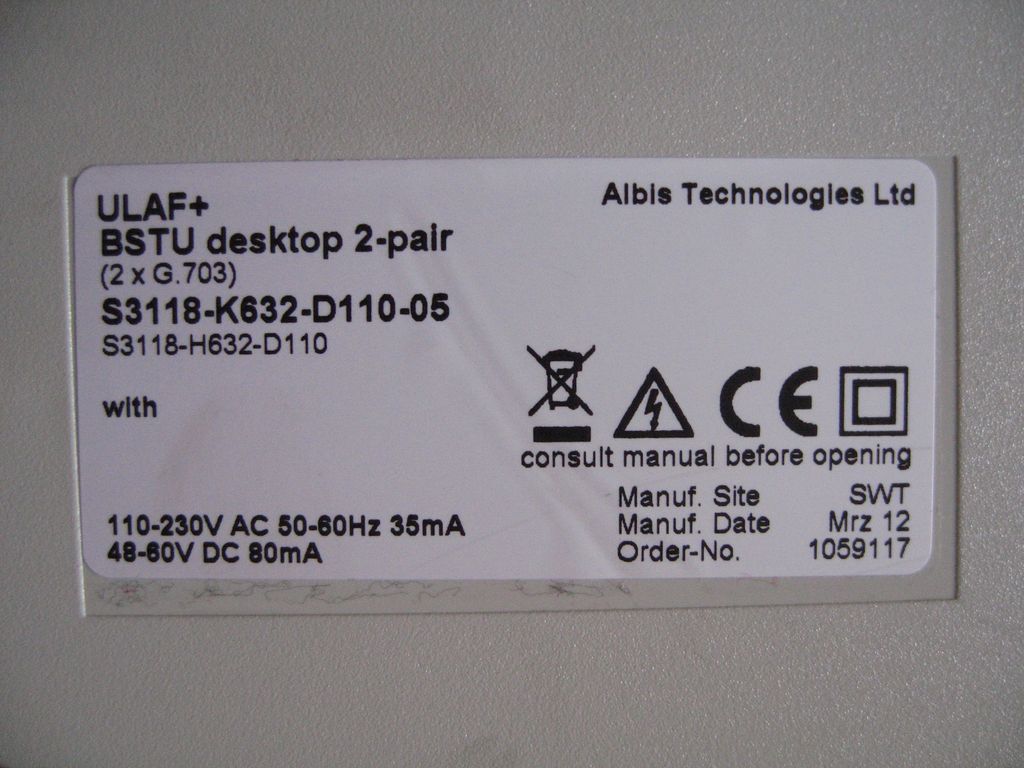 ULAF+
Albis Technologies Ltd
BSTU desktop 2-pair
(2 x G.703)
S3118-K632-D110-05
S3118-H632-D110
with
CE
consult manual before opening
Manuf. Site SWT
Manuf. Date Mrz 12
Order-No. 1059117
110-230V AC 50-60Hz 35mA
48-60V DC 80mA